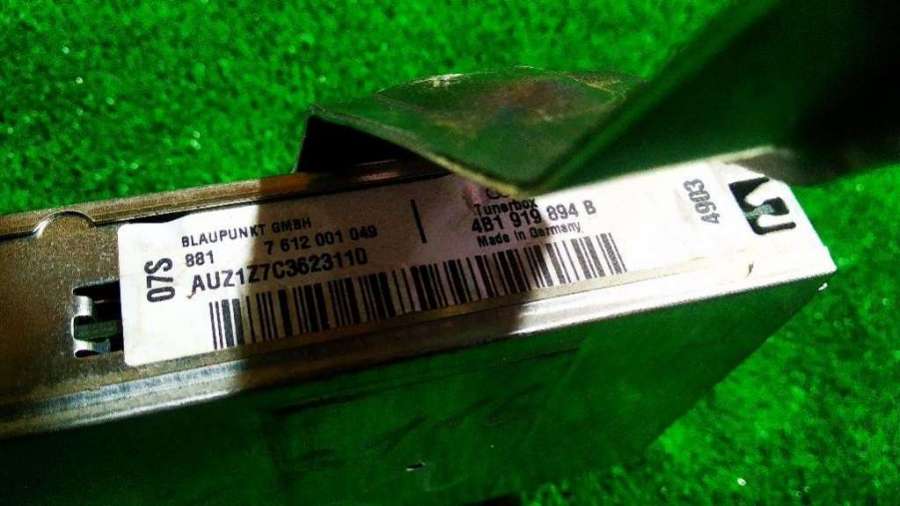 07S
BLAUPUNKT GMBH
881 7 612 001 049
AUZ1Z7C3623110
Tunerbox
4B1 919 894 B
Made in Germany
4903